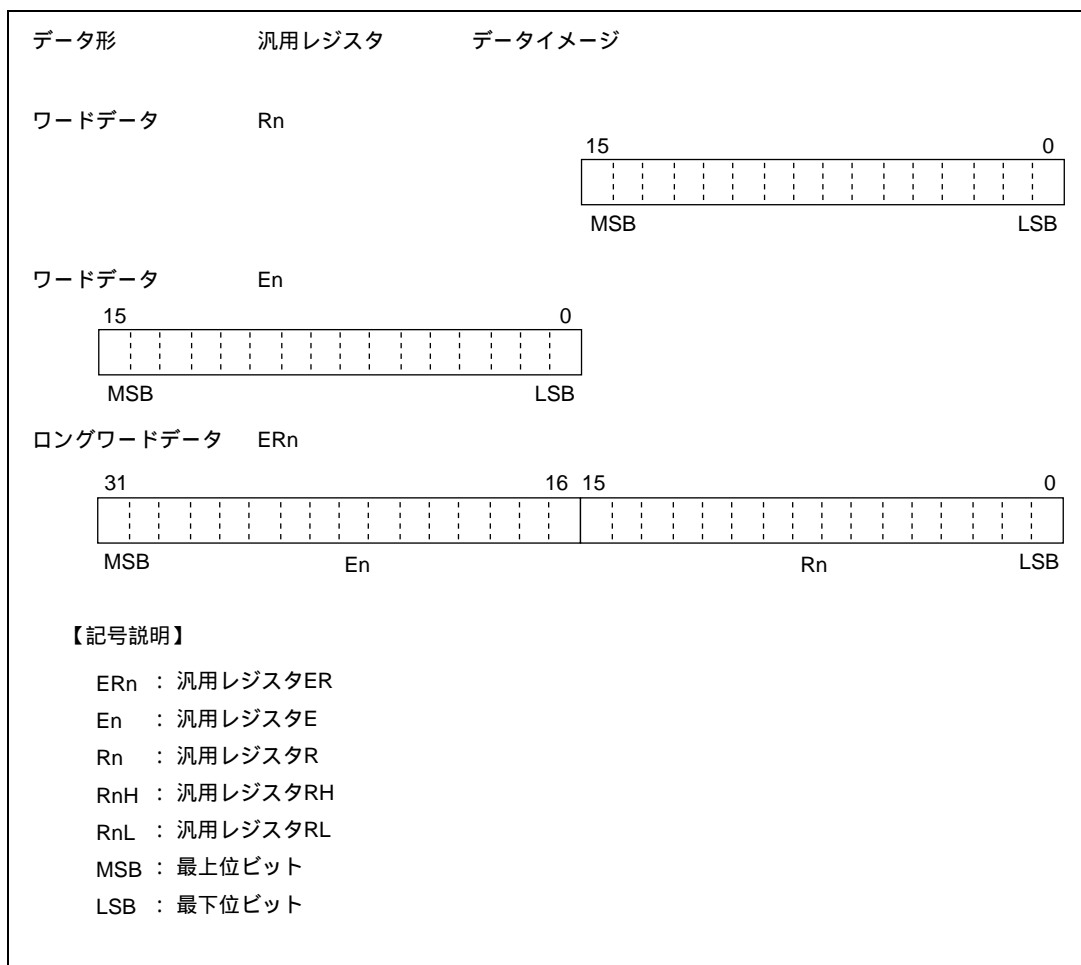 データ形 汎用レジスタ データイメージ
ワードデータ Rn
15 0
MSB LSB
ワードデータ En
15 0
MSB LSB
ロングワードデータ ERn
31 16 15 0
MSB En Rn LSB
【記号説明】
ERn : 汎用レジスタER
En : 汎用レジスタE
Rn : 汎用レジスタR
RnH : 汎用レジスタRH
RnL : 汎用レジスタRL
MSB : 最上位ビット
LSB : 最下位ビット